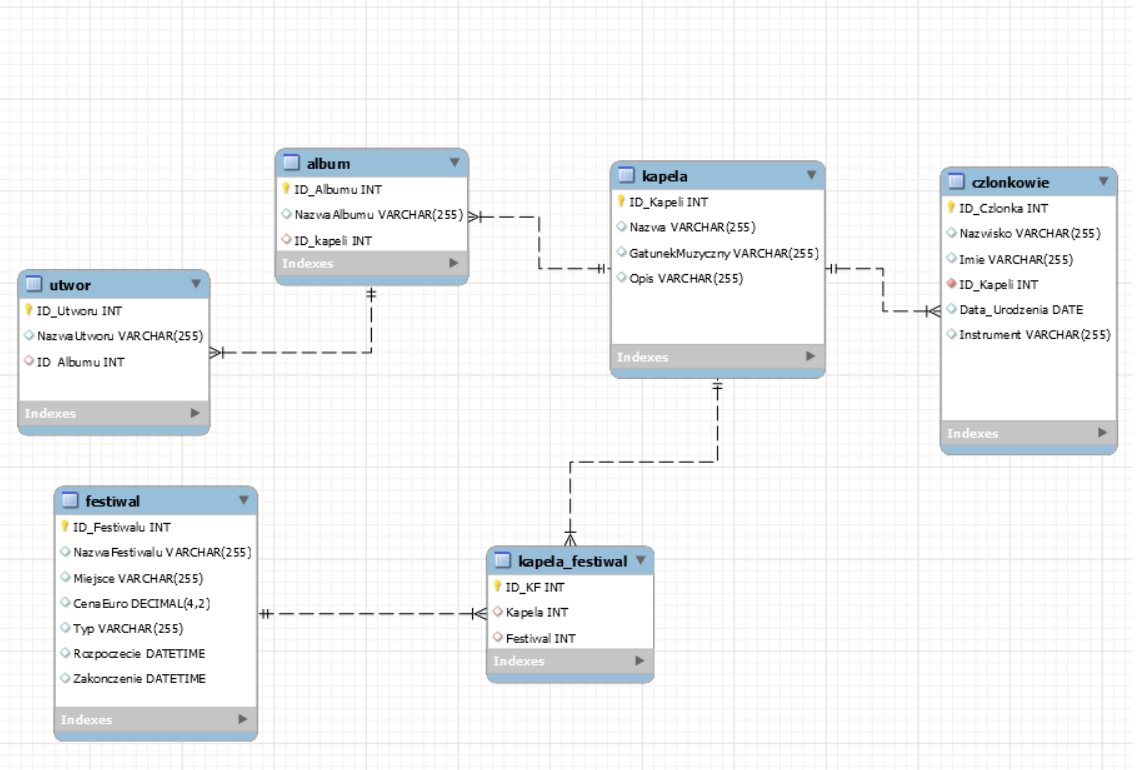 album
ID_Albumu INT
NazwaAlbumu VARCHAR(255)
ID_kapeli INT
Indexes
kapela
ID_Kapeli INT
Nazwa VARCHAR(255)
GatunekMuzyczny VARCHAR(255)
Opis VARCHAR(255)
Indexes
czlonkowie
ID_Czlonka INT
Nazwisko VARCHAR(255)
Imie VARCHAR(255)
ID_Kapeli INT
Data_Urodzenia DATE
Instrument VARCHAR(255)
Indexes
utwor
ID_Utworu INT
NazwaUtworu VARCHAR(255)
ID_Albumu INT
Indexes
festiwal
ID_Festiwalu INT
NazwaFestiwalu VARCHAR(255)
Miejsce VARCHAR(255)
CenaEuro DECIMAL(4,2)
Typ VARCHAR(255)
Rozpoczecie DATETIME
Zakonczenie DATETIME
Indexes
kapela_festiwal
ID_KF INT
Kapela INT
Festiwal INT
Indexes